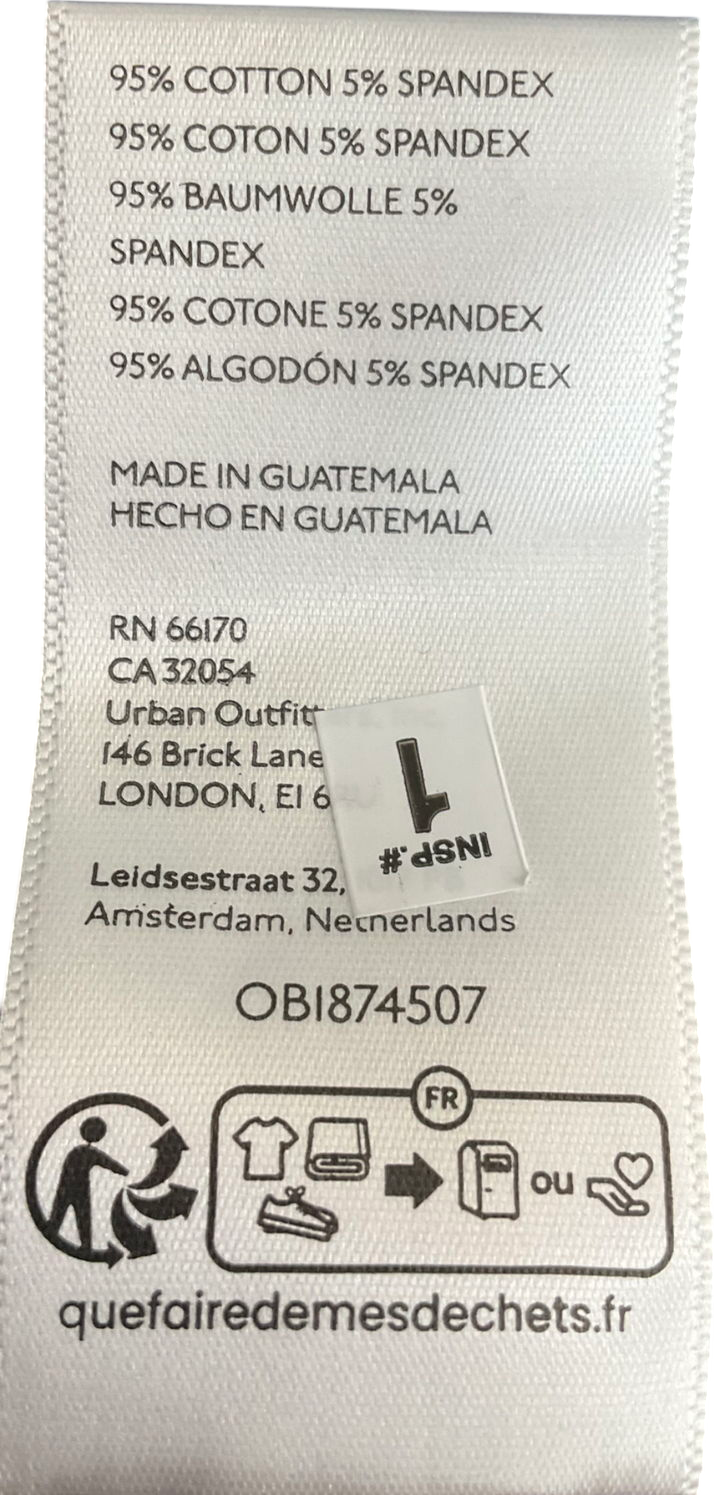 95% COTTON 5% SPANDEX
95% COTON 5% SPANDEX
95% BAUMWOLLE 5%
SPANDEX
95% COTONE 5% SPANDEX
95% ALGODÓN 5% SPANDEX
MADE IN GUATEMALA
HECHO EN GUATEMALA
RN 66170
CA 32054
Urban
146 Brick Lane
LONDON, E1 6
Leidsestraat 32,
Amsterdam, Netherlands
1
INSP.#
OB1874507
FR
ou
quefairedemesdechets.fr